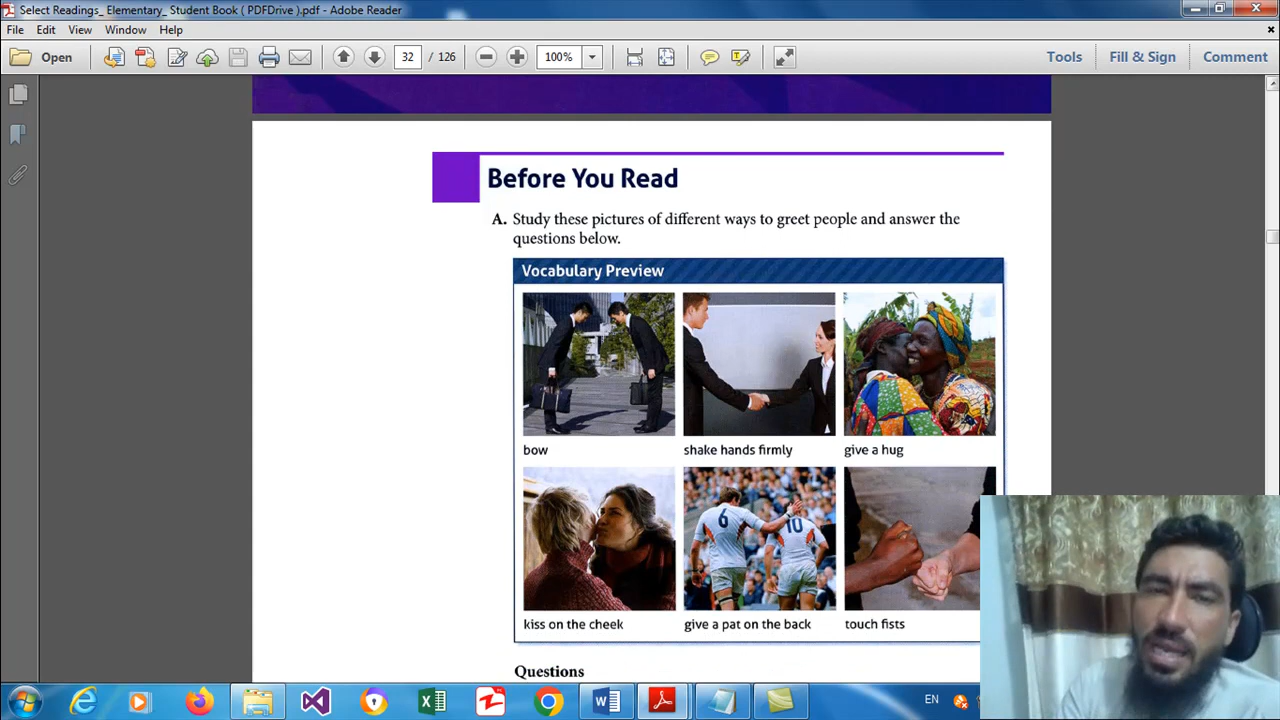 Select Readings_ Elementary_ Student Book ( PDFDrive ).pdf - Adobe Reader
File Edit View Window Help
Open 32 / 126 100% Tools Fill & Sign Comment
Before You Read
A. Study these pictures of different ways to greet people and answer the
questions below.
Vocabulary Preview
6 10
bow shake hands firmly give a hug
kiss on the cheek give a pat on the back touch fists
Questions
EN